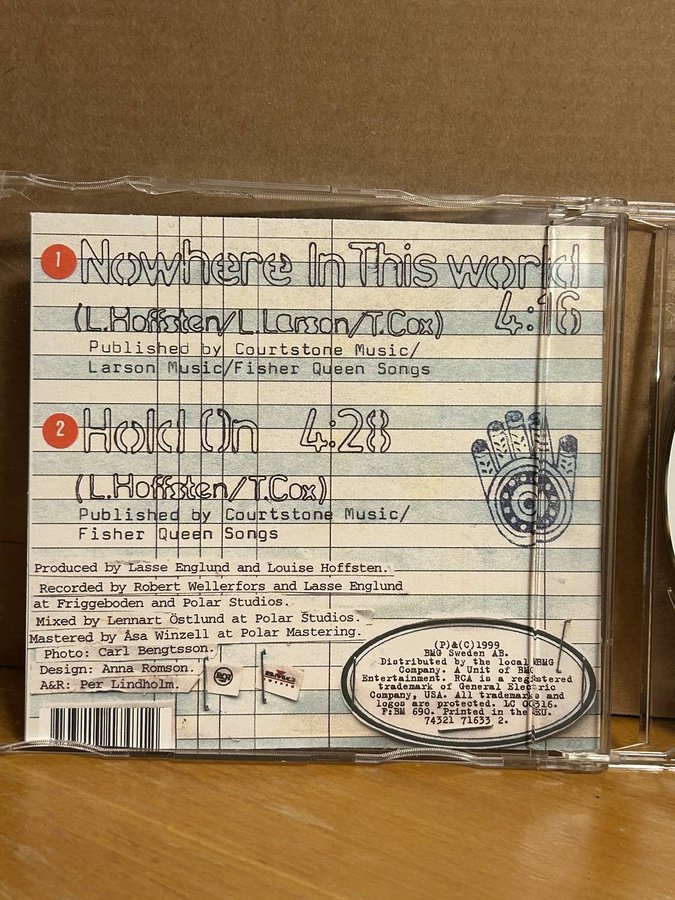 1 Nowhere In This world
4:16
(L.Hoffsten/L.Larson/T.Cox)
Published by Courtstone Music/
Larson Music/Fisher Queen Songs
2 Hold On 4:28
(L.Hoffsten/T.Cox)
Published by Courtstone Music/
Fisher Queen Songs
Produced by Lasse Englund and Louise Hoffsten.
Recorded by Robert Wellerfors and Lasse Englund
at Friggeboden and Polar Studios.
Mixed by Lennart Östlund at Polar Studios.
Mastered by Åsa Winzell at Polar Mastering.
Photo: Carl Bengtsson.
Design: Anna Romson.
A&R: Per Lindholm.
BMG
(P)&(C)1999
BMG Sweden AB.
Distributed by the local BMG
Company. A Unit of BMG
Entertainment. RCA is a registered
trademark of General Electric
Company, USA. All trademarks and
logos are protected. LC 00316.
F:BM 690. Printed in the EU.
74321 71633 2.